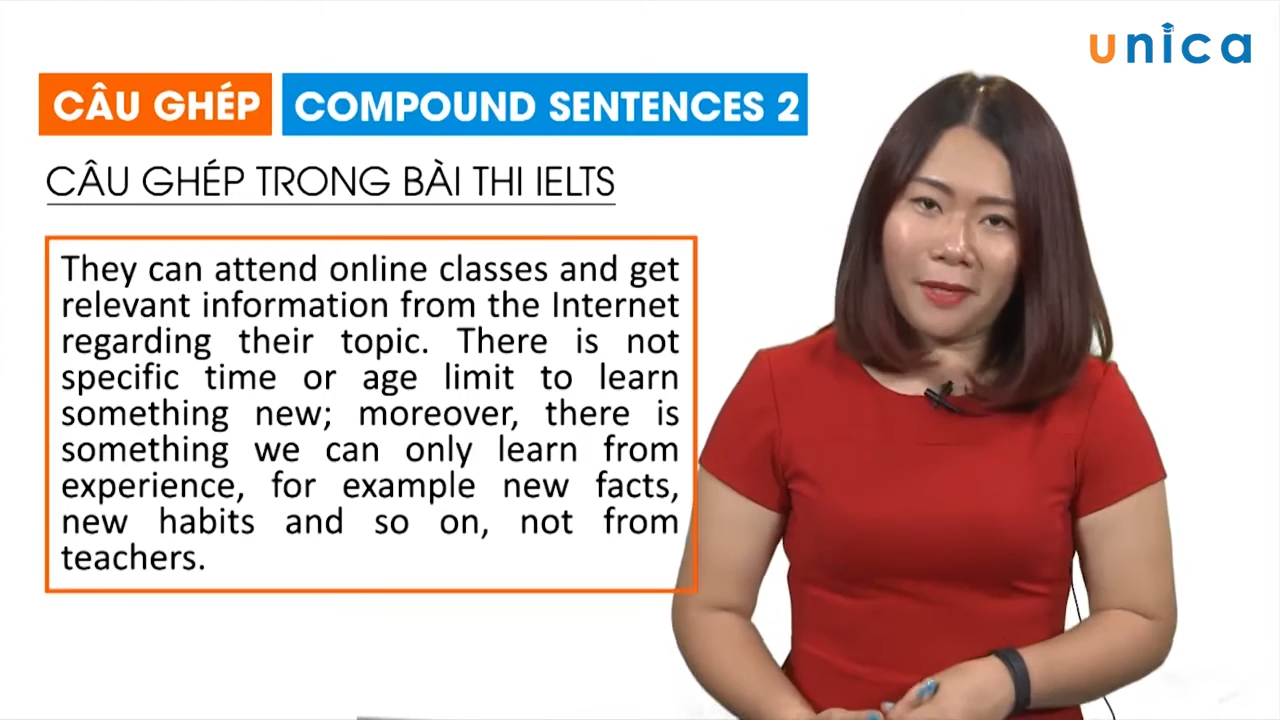 unica
CÂU GHÉP COMPOUND SENTENCES 2
CÂU GHÉP TRONG BÀI THI IELTS
They can attend online classes and get
relevant information from the Internet
regarding their topic. There is not
specific time or age limit to learn
something new; moreover, there is
something we can only learn from
experience, for example new facts,
new habits and so on, not from
teachers.